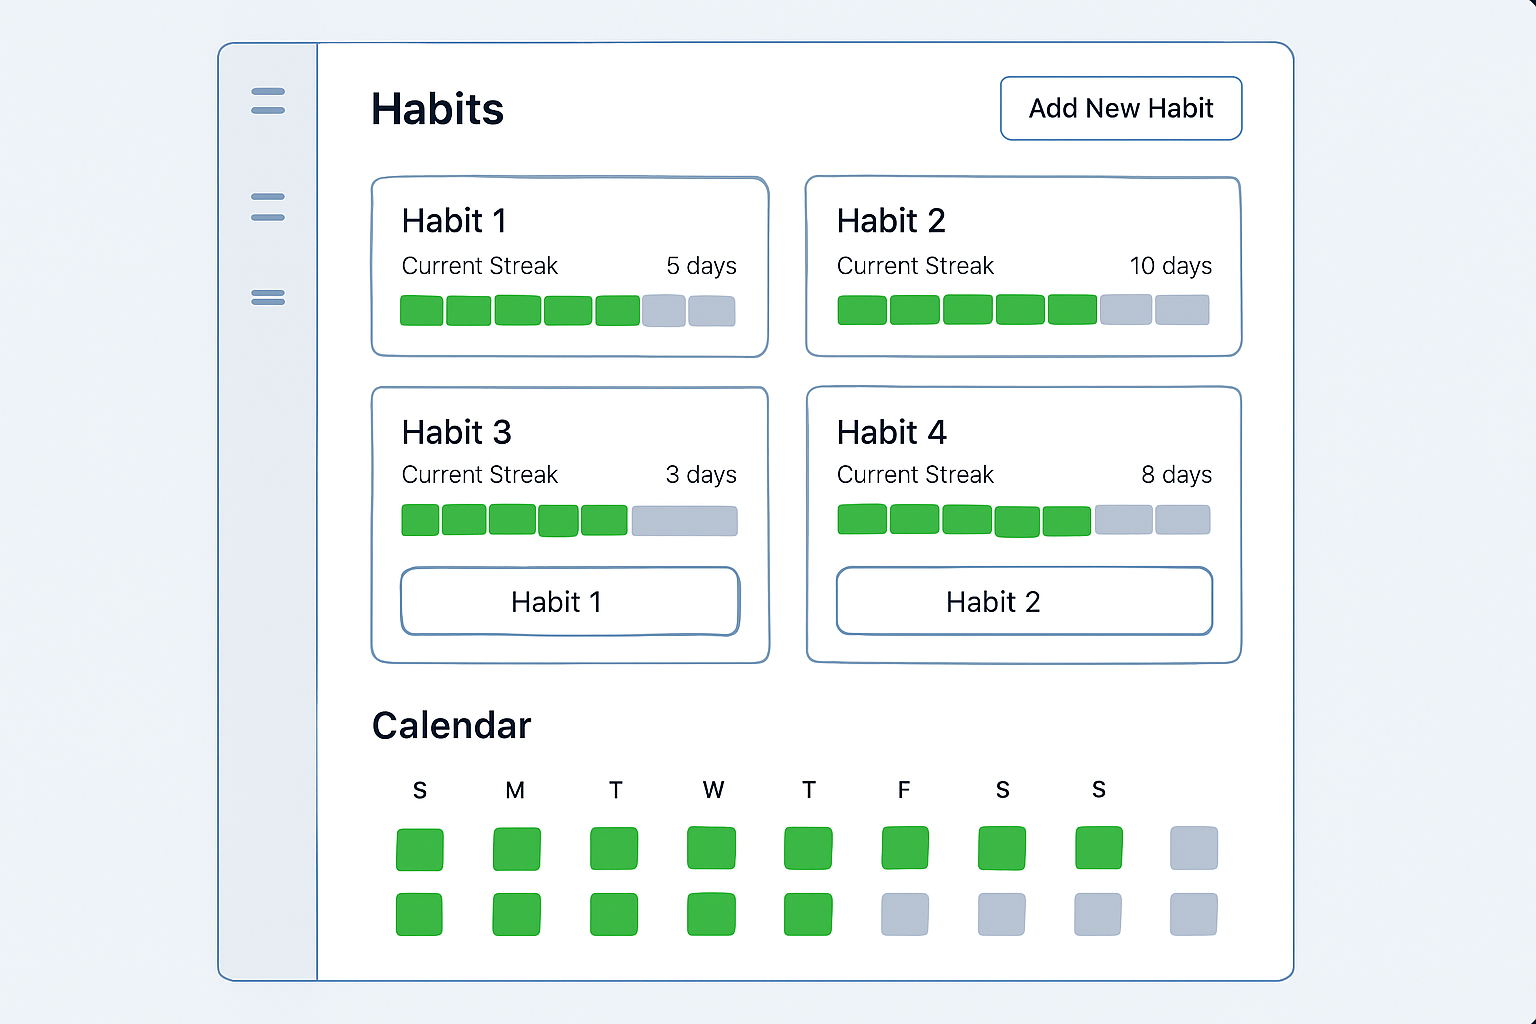 Habits
Add New Habit
Habit 1
Current Streak 5 days
Habit 2
Current Streak 10 days
Habit 3
Current Streak 3 days
Habit 1
Habit 4
Current Streak 8 days
Habit 2
Calendar
S M T W T F S S